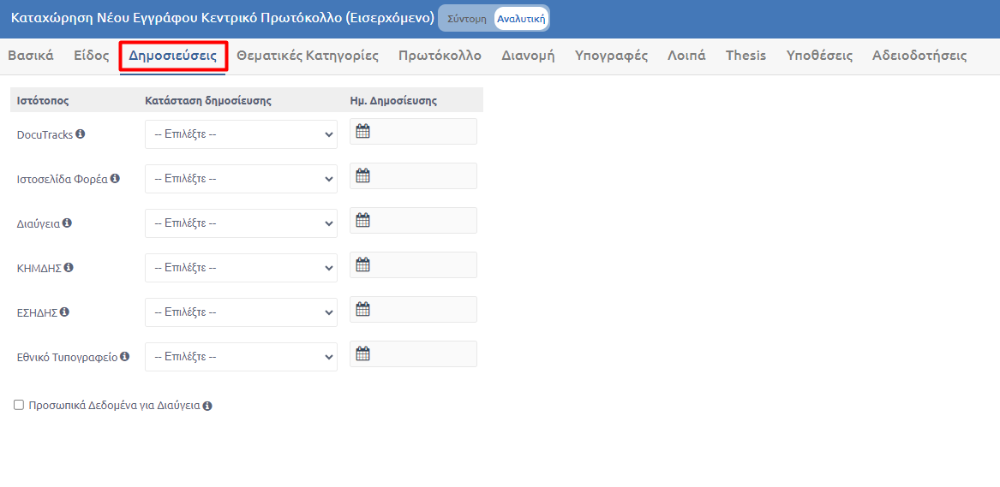 Καταχώρηση Νέου Εγγράφου Κεντρικό Πρωτόκολλο (Εισερχόμενο) Σύντομη Αναλυτική
Βασικά Είδος Δημοσιεύσεις Θεματικές Κατηγορίες Πρωτόκολλο Διανομή Υπογραφές Λοιπά Thesis Υποθέσεις Αδειοδοτήσεις
Ιστότοπος Κατάσταση δημοσίευσης Ημ. Δημοσίευσης
DocuTracks -- Επιλέξτε --
Ιστοσελίδα Φορέα -- Επιλέξτε --
Διαύγεια -- Επιλέξτε --
ΚΗΜΔΗΣ -- Επιλέξτε --
ΕΣΗΔΗΣ -- Επιλέξτε --
Εθνικό Τυπογραφείο -- Επιλέξτε --
Προσωπικά Δεδομένα για Διαύγεια